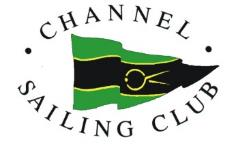 · CHANNEL ·
SAILING CLUB